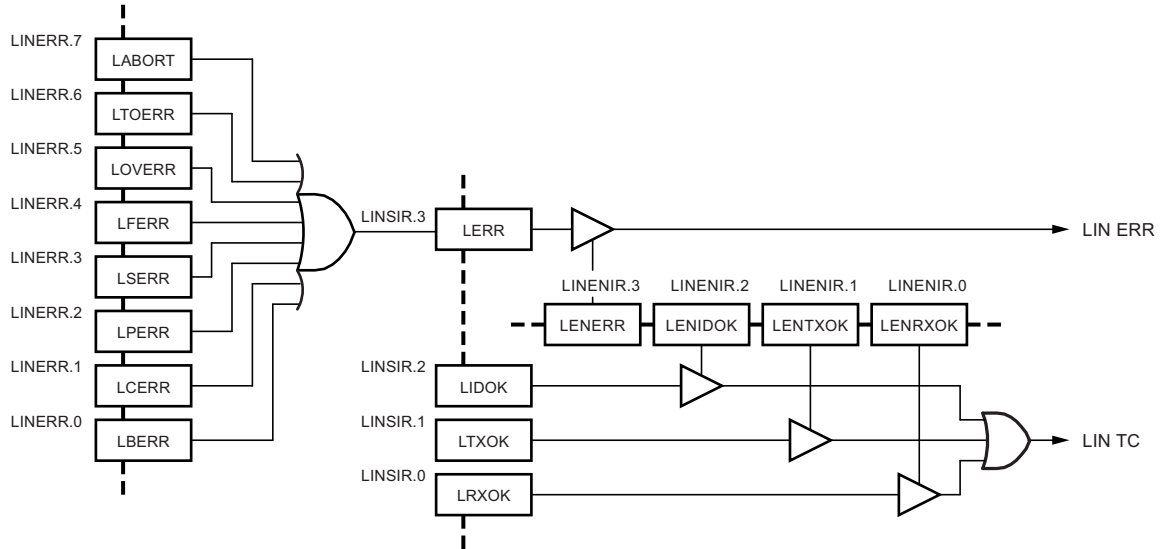 LINERR.7
LABORT
LINERR.6
LTOERR
LINERR.5
LOVERR
LINERR.4
LFERR
LINERR.3
LSERR
LINERR.2
LPERR
LINERR.1
LCERR
LINERR.0
LBERR
LINSIR.3
LERR
LIN ERR
LINENIR.3 LINENIR.2 LINENIR.1 LINENIR.0
LENERR LENIDOK LENTXOK LENRXOK
LINSIR.2
LIDOK
LINSIR.1
LTXOK
LIN TC
LINSIR.0
LRXOK